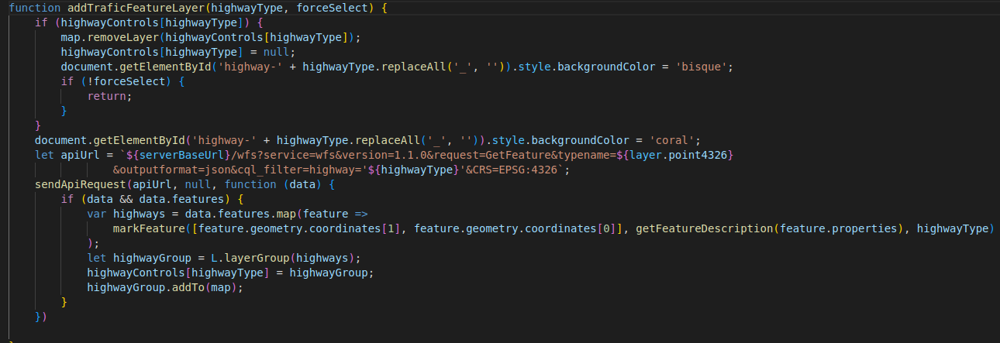 function addTraficFeatureLayer(highwayType, forceSelect) {
    if (highwayControls[highwayType]) {
        map.removeLayer(highwayControls[highwayType]);
        highwayControls[highwayType] = null;
        document.getElementById('highway-' + highwayType.replaceAll('_', '')).style.backgroundColor = 'bisque';
        if (!forceSelect) {
            return;
        }
    }
    document.getElementById('highway-' + highwayType.replaceAll('_', '')).style.backgroundColor = 'coral';
    let apiUrl = `${serverBaseUrl}/wfs?service=wfs&version=1.1.0&request=GetFeature&typename=${layer.point4326}
                &outputformat=json&cql_filter=highway='${highwayType}'&CRS=EPSG:4326`;
    sendApiRequest(apiUrl, null, function (data) {
        if (data && data.features) {
            var highways = data.features.map(feature =>
                markFeature([feature.geometry.coordinates[1], feature.geometry.coordinates[0]], getFeatureDescription(feature.properties), highwayType)
            );
            let highwayGroup = L.layerGroup(highways);
            highwayControls[highwayType] = highwayGroup;
            highwayGroup.addTo(map);
        }
    })
}